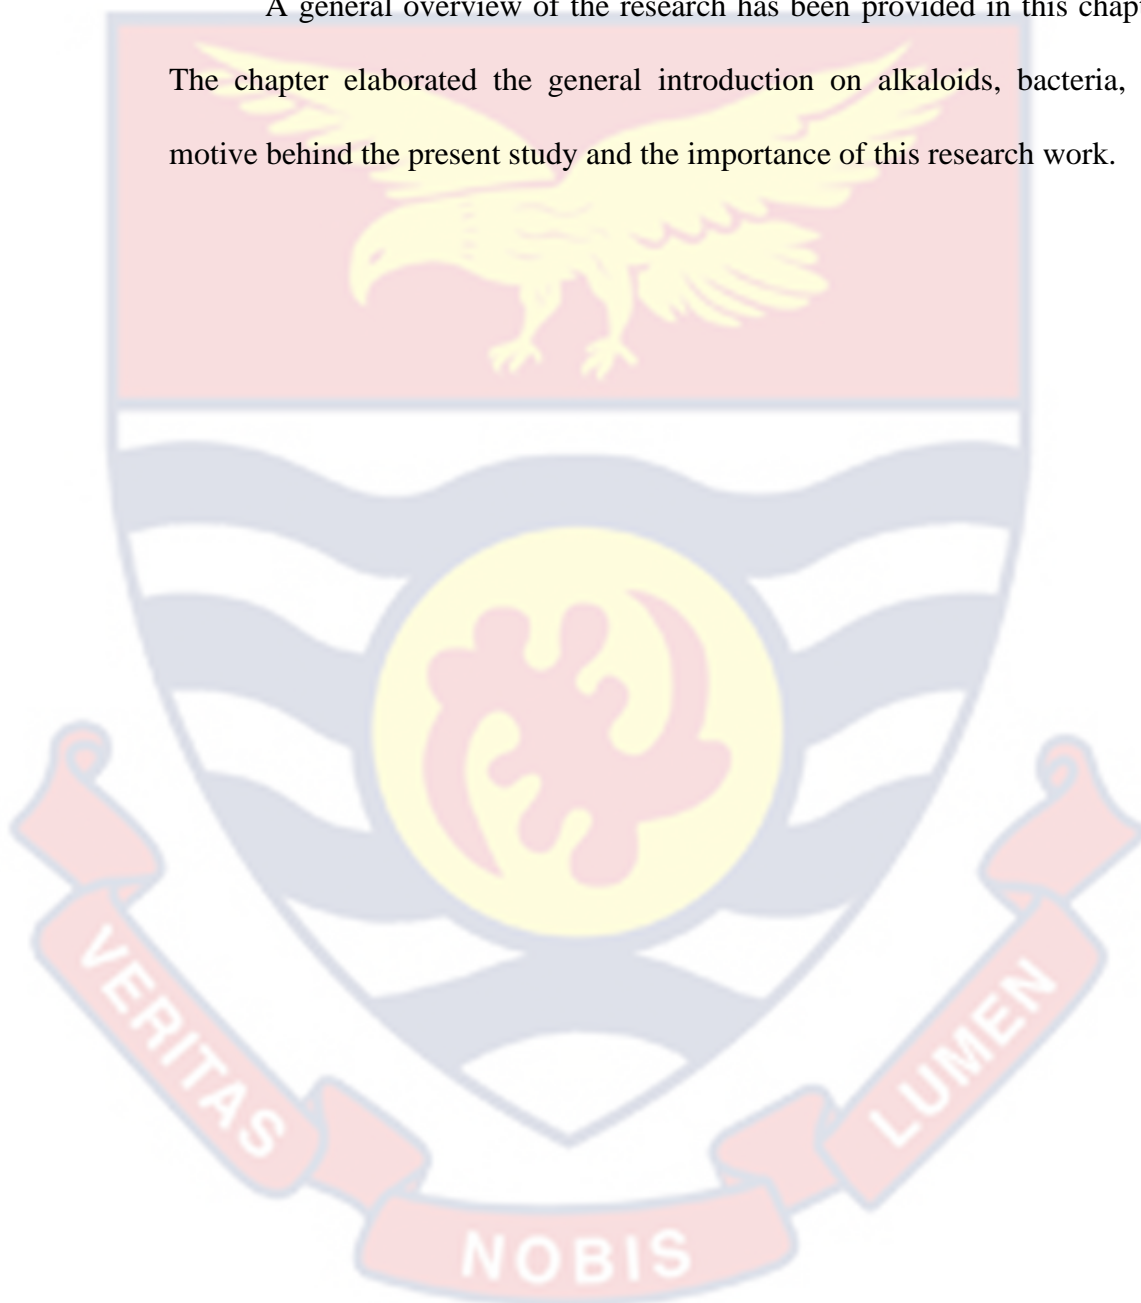 A general overview of the research has been provided in this
The chapter elaborated the general introduction on alkaloids, bacteria,
motive behind the present study and the importance of this research work.
VERITAS
NOBIS
LUMEN